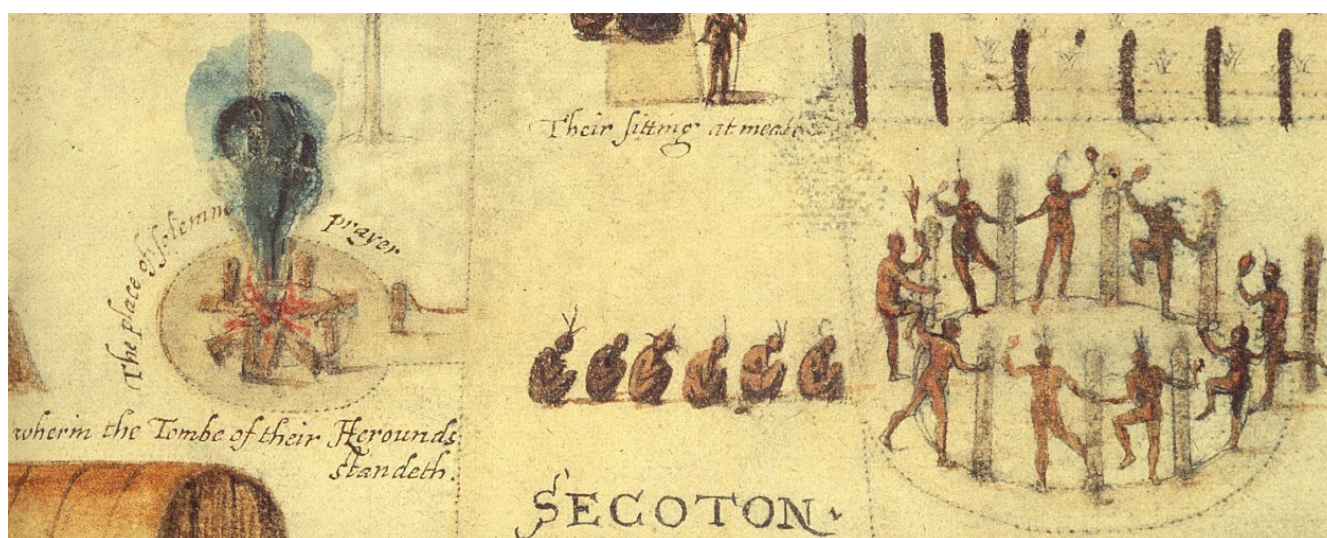 Their sitting at meate
The place of solemne prayer
wherin the Tombe of their Herounds
standeth.
SECOTON.